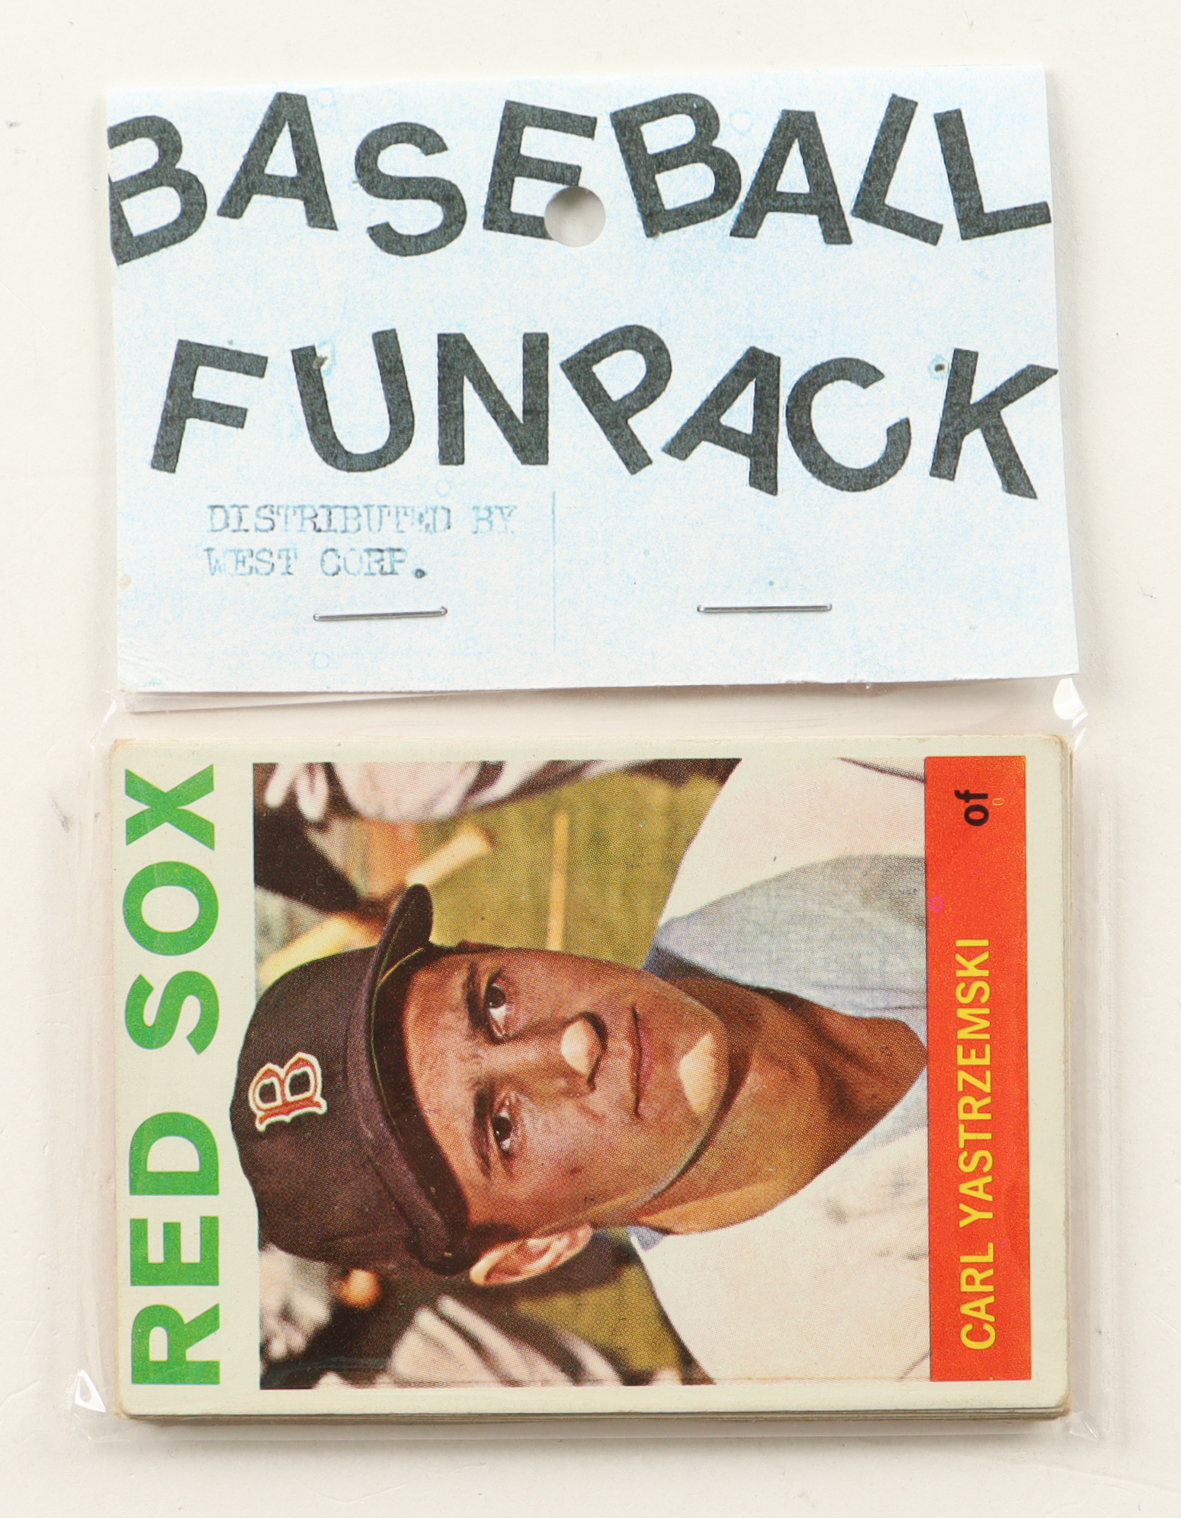 BASEBALL
FUNPACK
DISTRIBUTED BY
WEST CORP.
RED SOX
B
CARL YASTRZEMSKI of